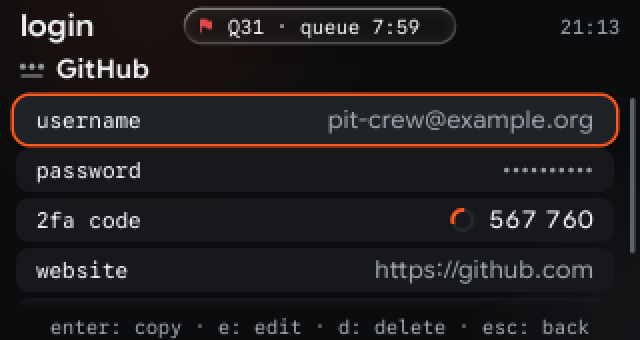 login Q31 · queue 7:59 21:13
GitHub
username pit-crew@example.org
password ••••••••••
2fa code 567 760
website https://github.com
enter: copy · e: edit · d: delete · esc: back